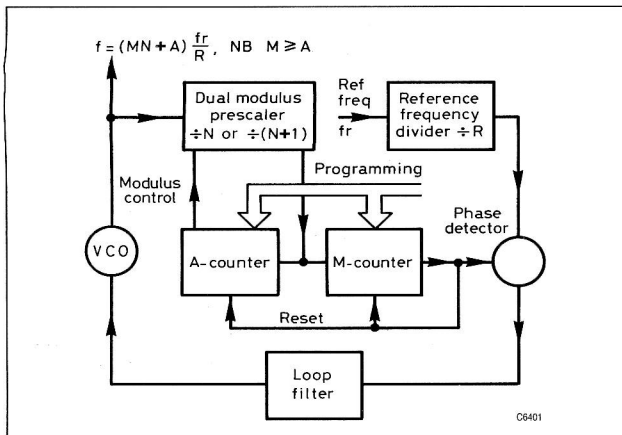 f = (MN + A) fr/R, NB M ≥ A
Dual modulus
prescaler
÷N or ÷(N+1)
Ref
freq
fr
Reference
frequency
divider ÷R
Programming
Modulus
control
Phase
detector
VCO
A-counter
M-counter
Reset
Loop
filter
C6401